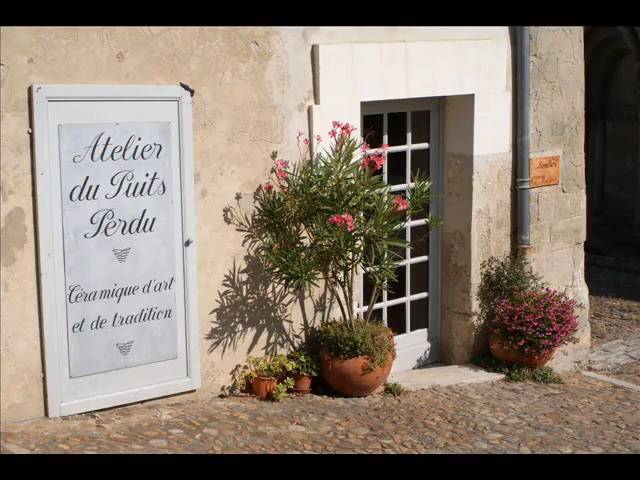 Atelier
du Puits
Perdu
Céramique d'art
et de tradition